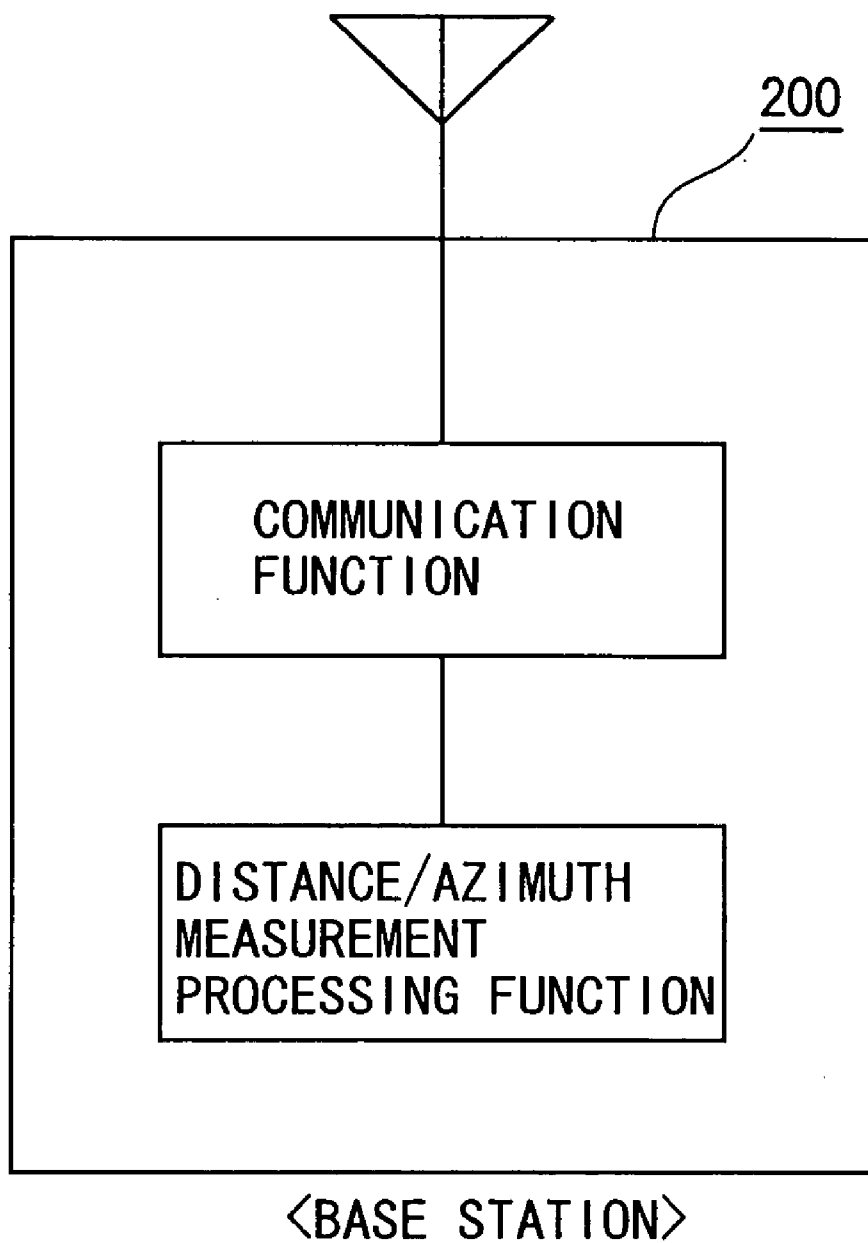 200
COMMUNICATION
FUNCTION
DISTANCE/AZIMUTH
MEASUREMENT
PROCESSING FUNCTION
<BASE STATION>